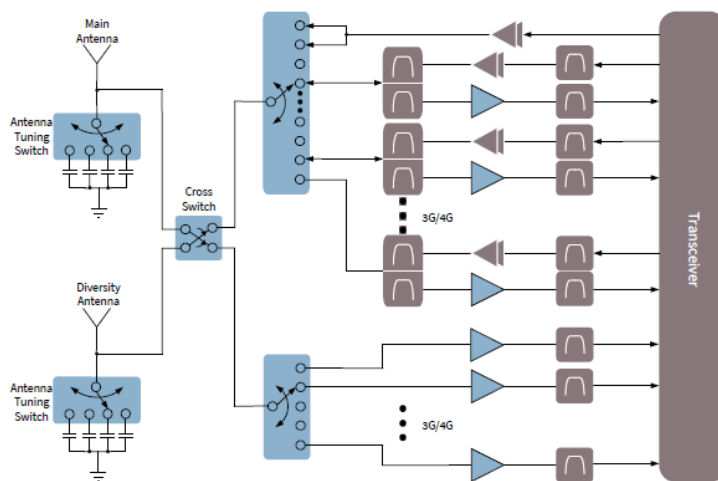 Main
Antenna
Antenna
Tuning
Switch
Cross
Switch
3G/4G
Transceiver
Diversity
Antenna
Antenna
Tuning
Switch
3G/4G